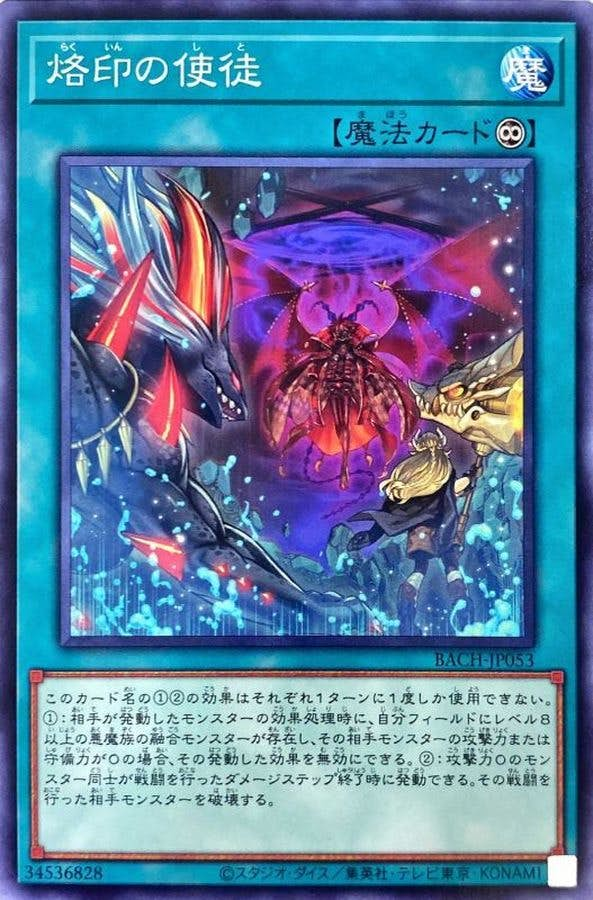 烙印の使徒
魔
【魔法カード】
BACH-JP053
このカード名の①②の効果はそれぞれ1ターンに1度しか使用できない。
①：相手が発動したモンスターの効果処理時に、自分フィールドにレベル8
以上の悪魔族の融合モンスターが存在し、その相手モンスターの攻撃力または
守備力が0の場合、その発動した効果を無効にできる。②：攻撃力0のモン
スター同士が戦闘を行ったダメージステップ終了時に発動できる。その戦闘を
行った相手モンスターを破壊する。
34536828
©スタジオ・ダイス／集英社・テレビ東京・KONAMI